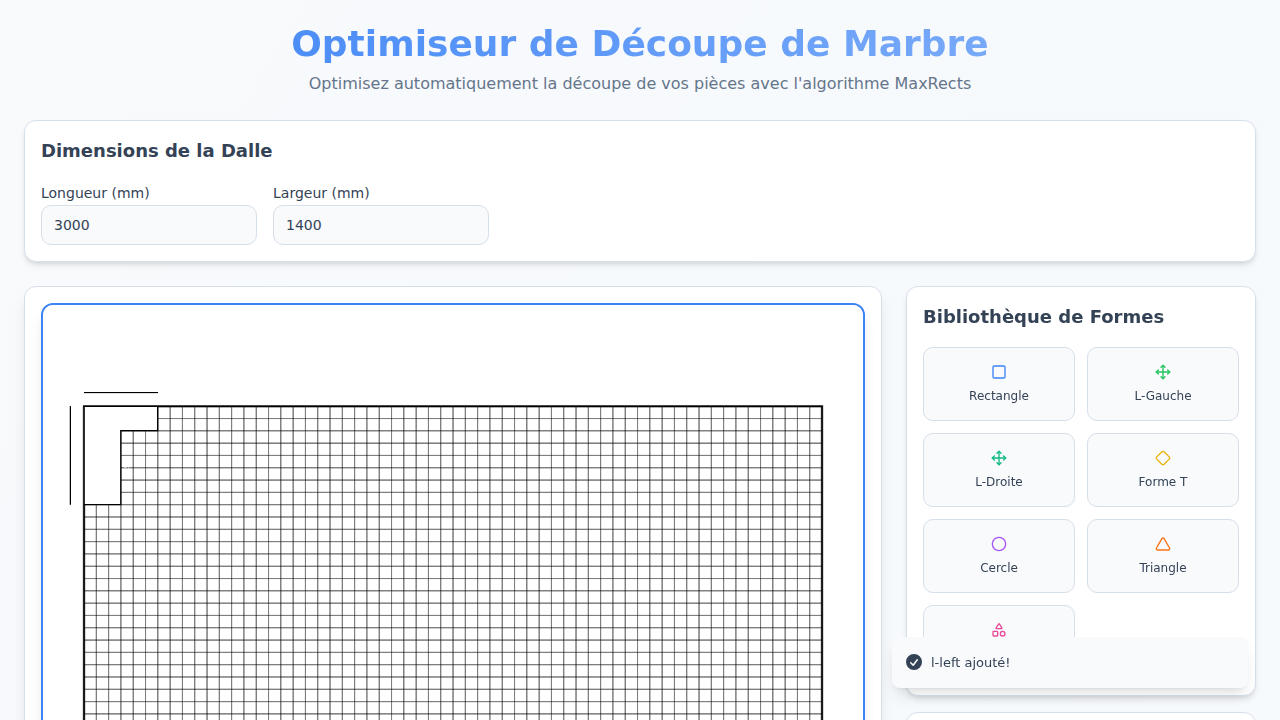 Optimiseur de Découpe de Marbre
Optimisez automatiquement la découpe de vos pièces avec l'algorithme MaxRects
Dimensions de la Dalle
Longueur (mm)
Largeur (mm)
3000
1400
Bibliothèque de Formes
Rectangle
L-Gauche
L-Droite
Forme T
Cercle
Triangle
l-left ajouté!